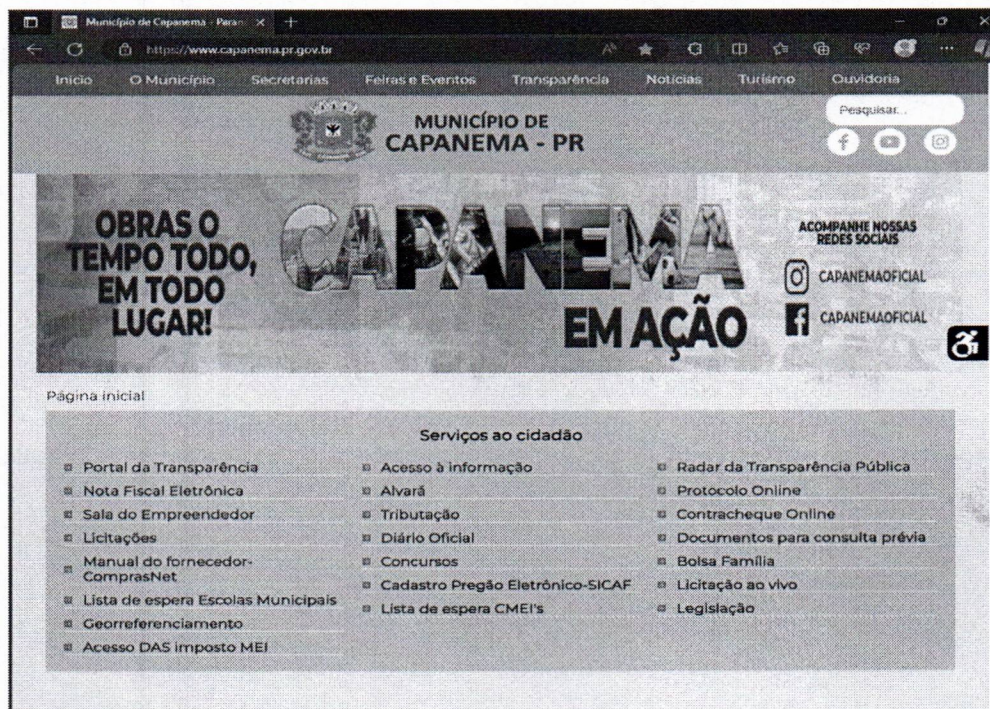 Município de Capanema - Paran
https://www.capanema.pr.gov.br
Início O Município Secretarias Feiras e Eventos Transparência Notícias Turismo Ouvidoria
MUNICÍPIO DE
CAPANEMA - PR
Pesquisar...
OBRAS O
TEMPO TODO,
EM TODO
LUGAR!
CAPANEMA
EM AÇÃO
ACOMPANHE NOSSAS
REDES SOCIAIS
CAPANEMAOFICIAL
CAPANEMAOFICIAL
Página inicial
Serviços ao cidadão
Portal da Transparência
Nota Fiscal Eletrônica
Sala do Empreendedor
Licitações
Manual do fornecedor-
ComprasNet
Lista de espera Escolas Municipais
Georreferenciamento
Acesso DAS imposto MEI
Acesso à informação
Alvará
Tributação
Diário Oficial
Concursos
Cadastro Pregão Eletrônico-SICAF
Lista de espera CMEI's
Radar da Transparência Pública
Protocolo Online
Contracheque Online
Documentos para consulta prévia
Bolsa Família
Licitação ao vivo
Legislação